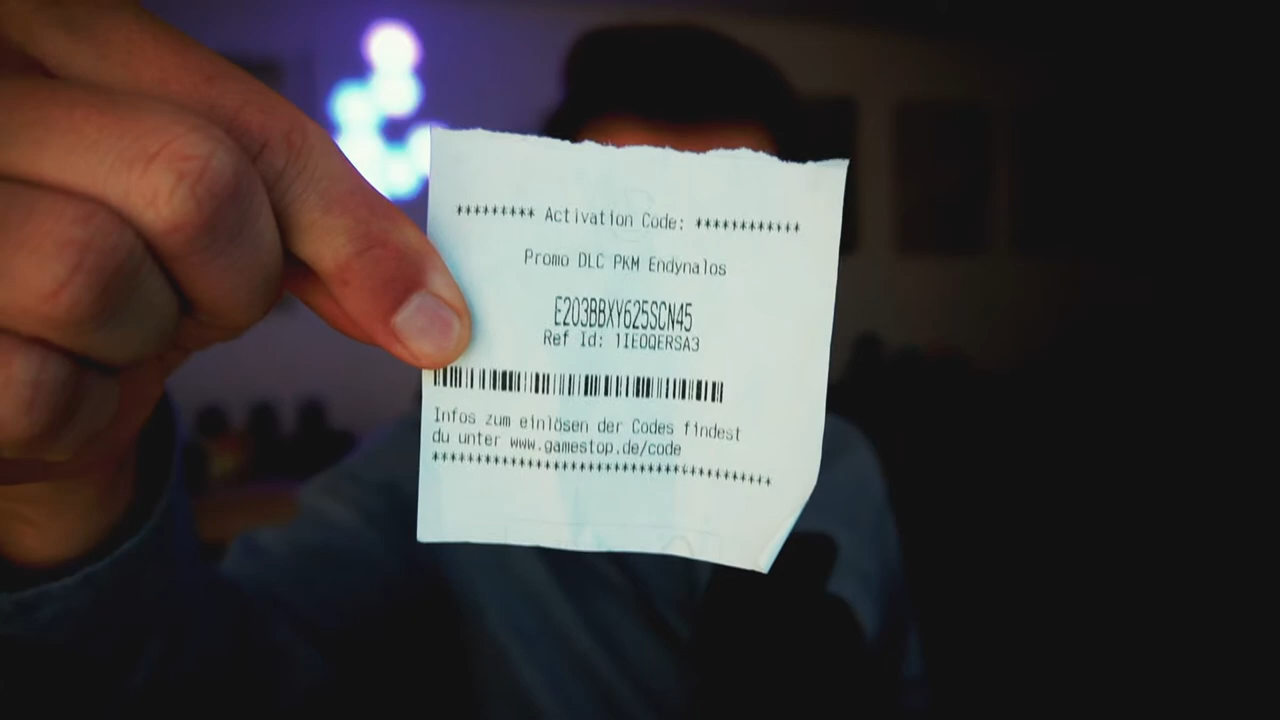 ********* Activation Code: ************
Promo DLC PKM Endynalos
E203BBXY625SCN45
Ref Id: 1IEOQERSA3
Infos zum einlösen der Codes findest
du unter www.gamestop.de/code
***************************************